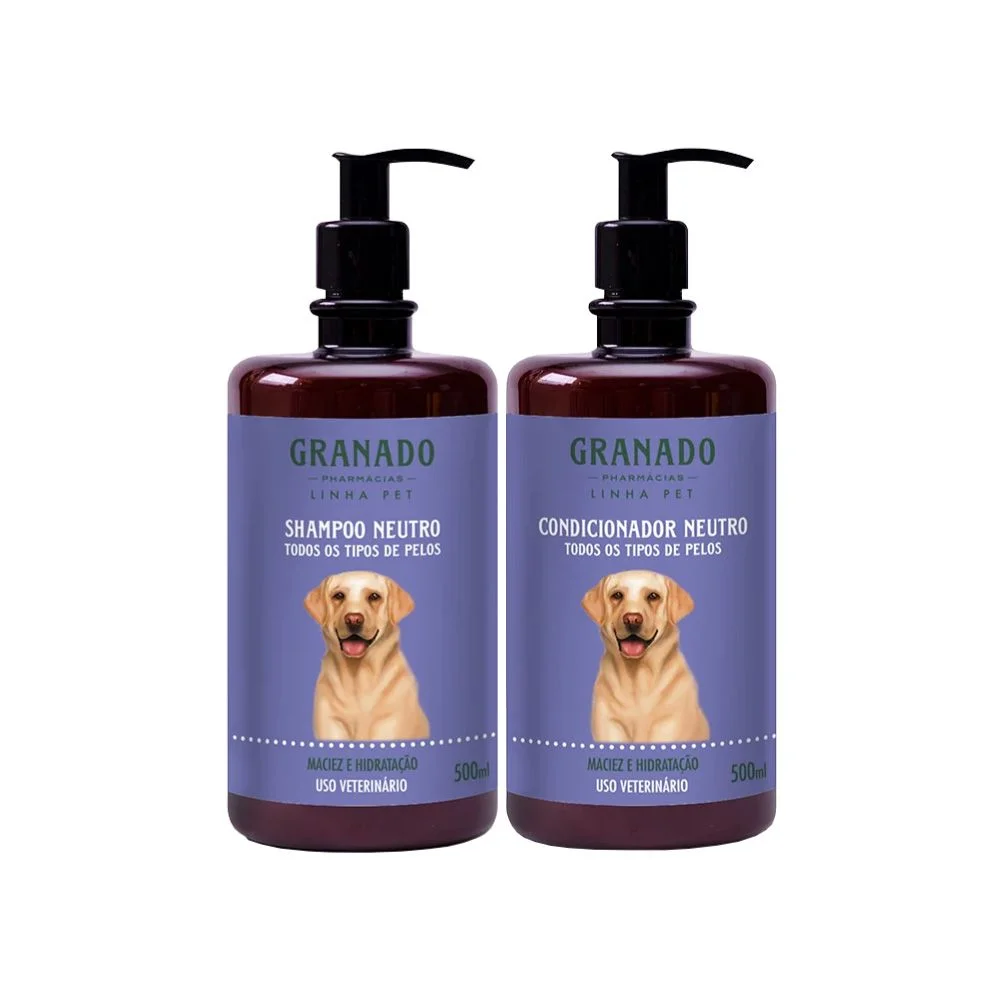 GRANADO
PHARMÁCIAS
LINHA PET
SHAMPOO NEUTRO
TODOS OS TIPOS DE PELOS
MACIEZ E HIDRATAÇÃO
USO VETERINÁRIO
500ml
GRANADO
PHARMÁCIAS
LINHA PET
CONDICIONADOR NEUTRO
TODOS OS TIPOS DE PELOS
MACIEZ E HIDRATAÇÃO
USO VETERINÁRIO
500ml